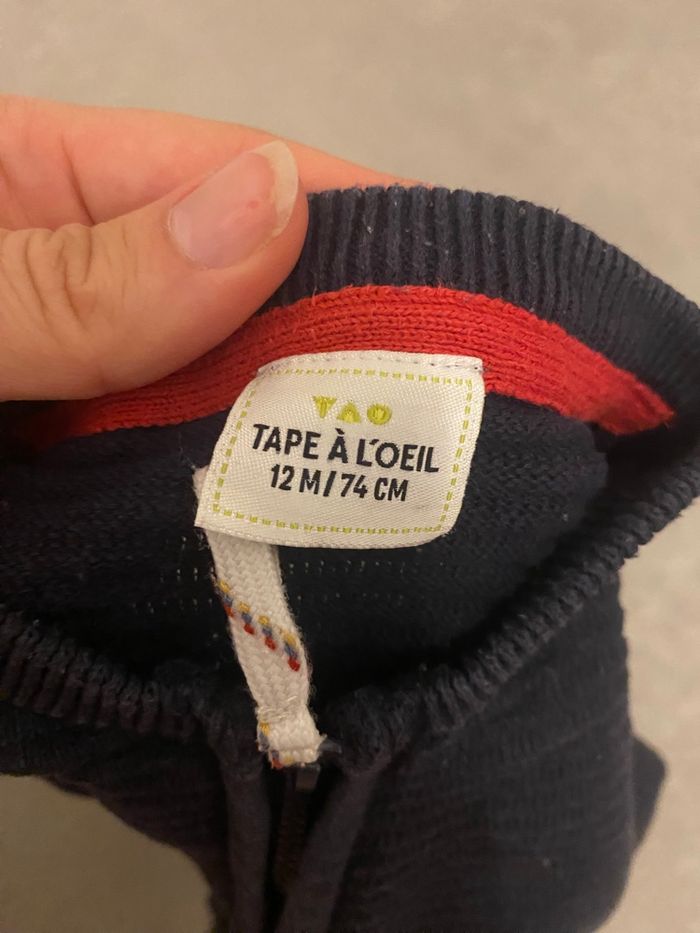 TAO
TAPE À L'OEIL
12 M/74 CM